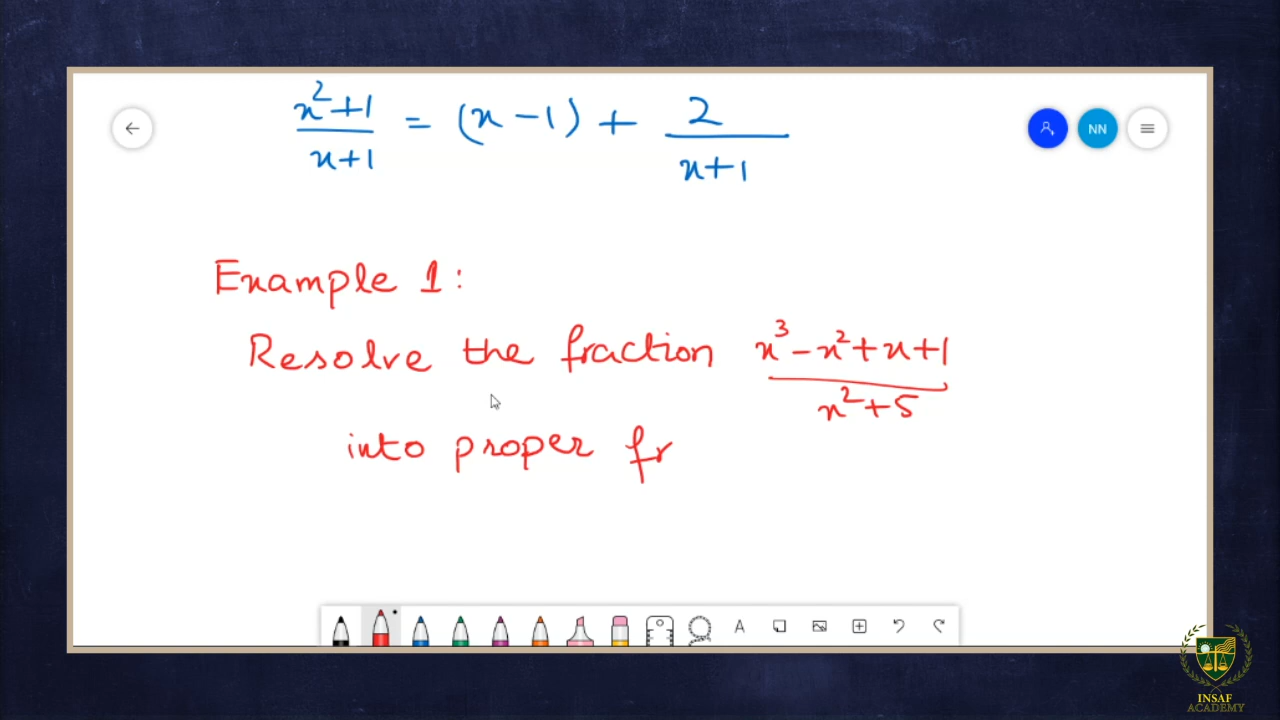 x²+1 / x+1 = (x-1) + 2 / x+1
NN
Example 1:
Resolve the fraction x³-x²+x+1 / x²+5
into proper fr
A
INSAF
ACADEMY